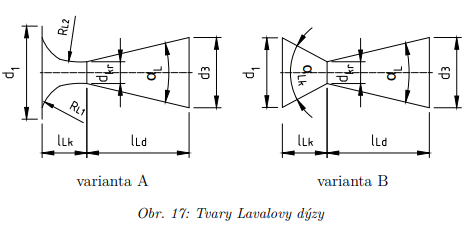 R_L2
d_1 d_kr α_L d_3
R_L1
l_Lk l_Ld
d_1 α_Lk d_kr α_L d_3
l_Lk l_Ld
varianta A
varianta B
Obr. 17: Tvary Lavalovy dýzy